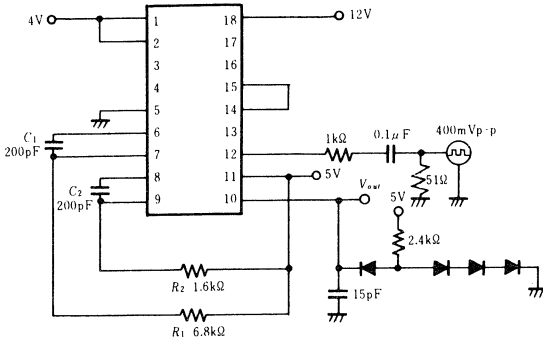 4V
1
18
12V
2
17
3
16
4
15
5
14
C1
200pF
6
13
7
12
1kΩ
0.1μF
400mVp-p
51Ω
C2
200pF
8
11
5V
9
10
Vout
5V
2.4kΩ
15pF
R2 1.6kΩ
R1 6.8kΩ